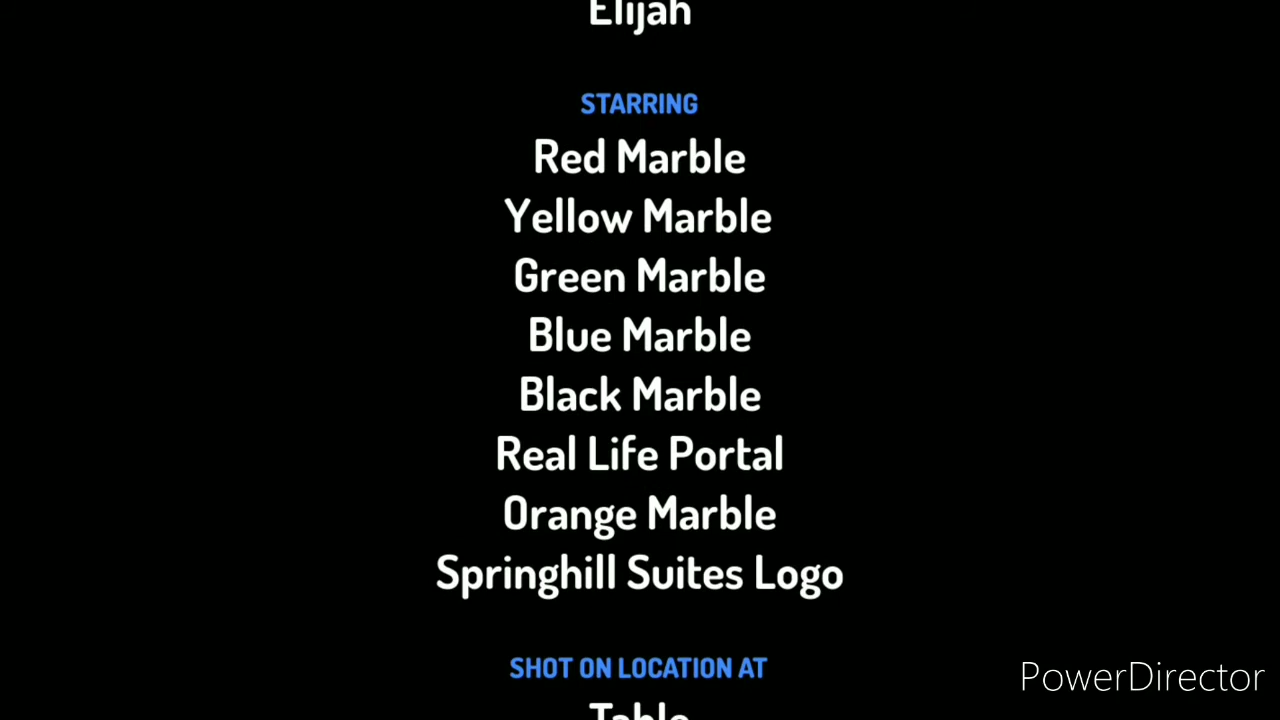 Elijah
STARRING
Red Marble
Yellow Marble
Green Marble
Blue Marble
Black Marble
Real Life Portal
Orange Marble
Springhill Suites Logo
SHOT ON LOCATION AT
Table
PowerDirector